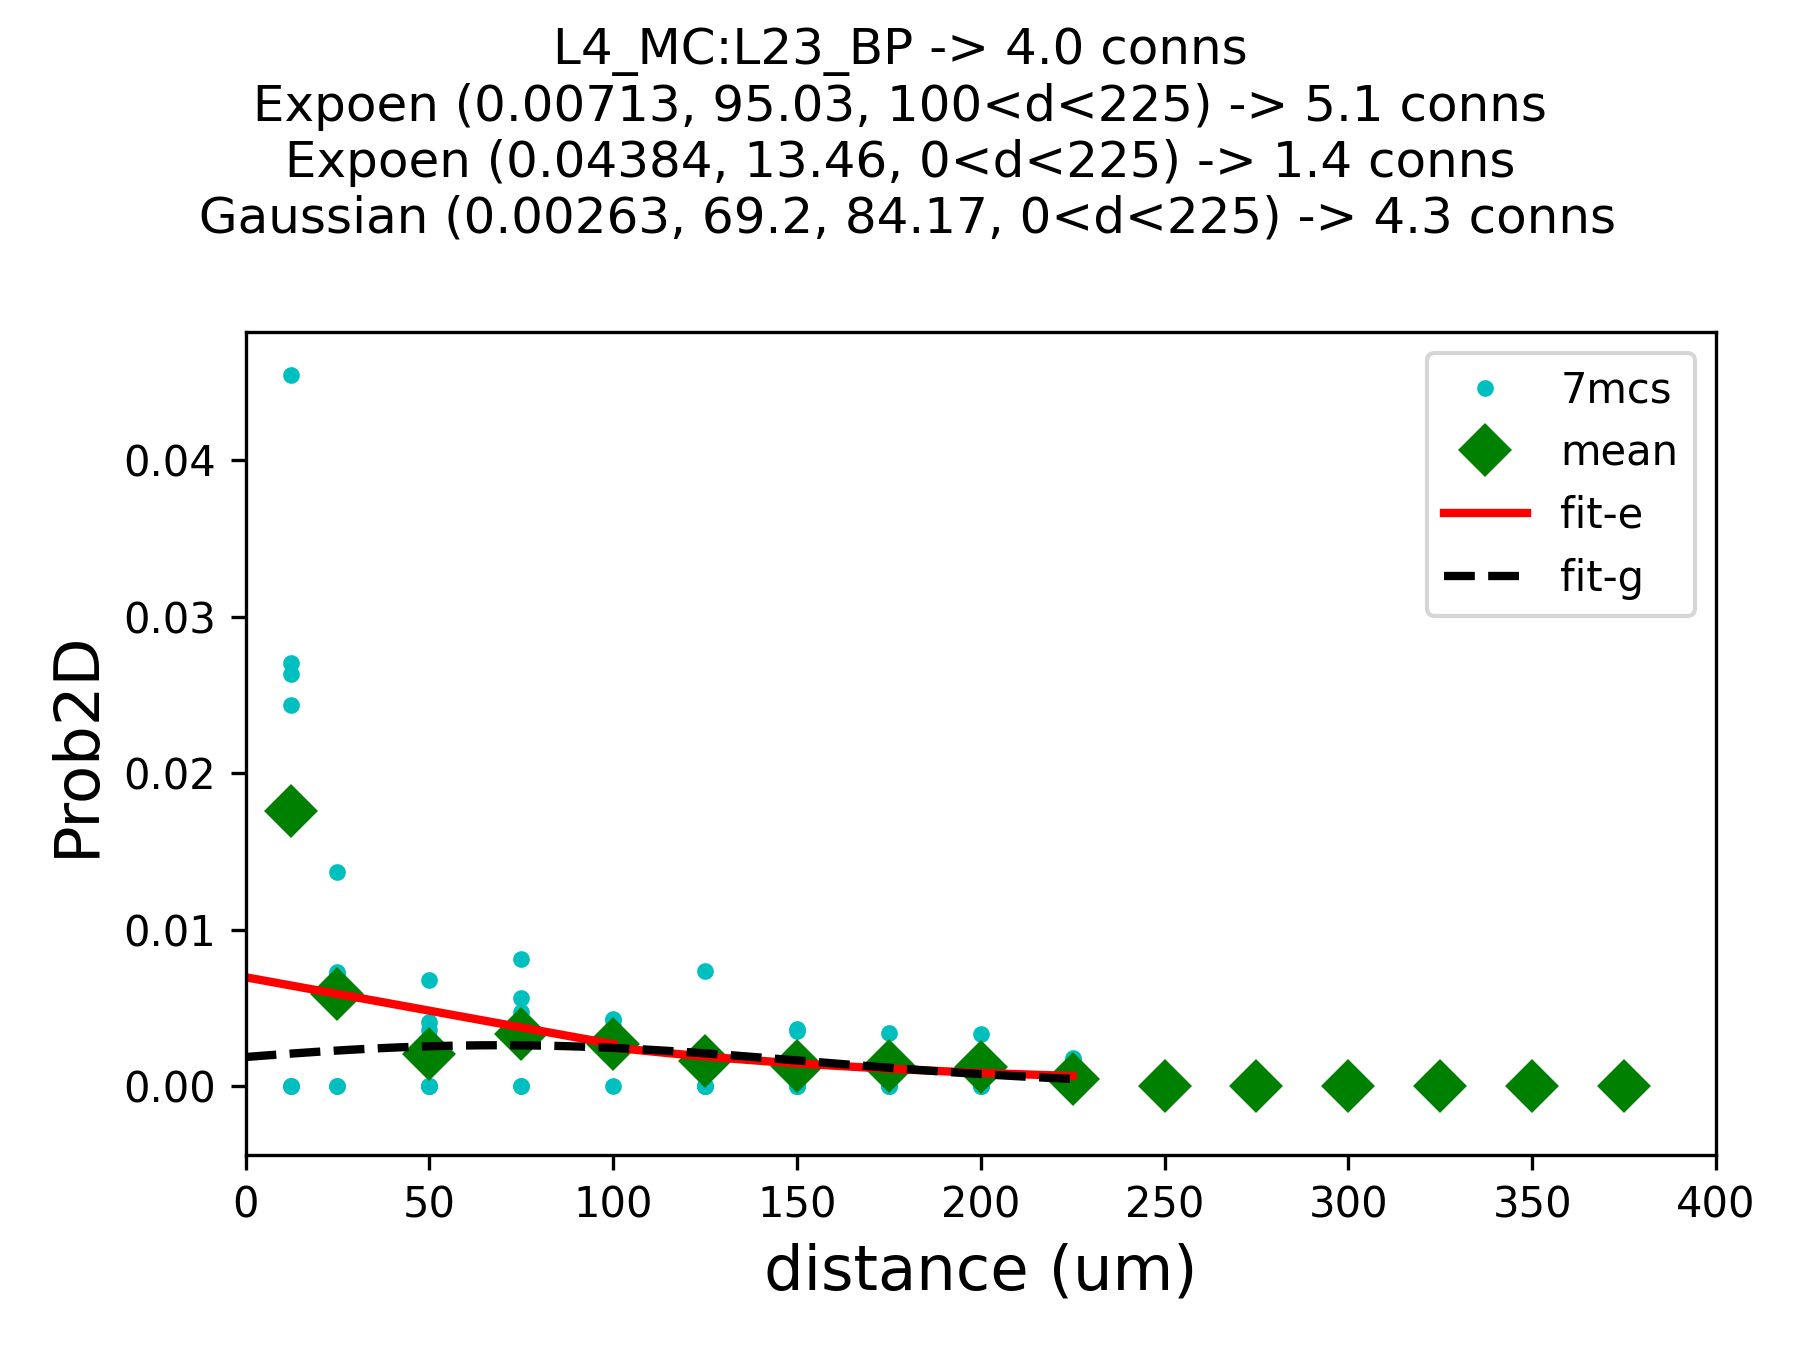 L4_MC:L23_BP -> 4.0 conns
Expoen (0.00713, 95.03, 100<d<225) -> 5.1 conns
Expoen (0.04384, 13.46, 0<d<225) -> 1.4 conns
Gaussian (0.00263, 69.2, 84.17, 0<d<225) -> 4.3 conns
7mcs
mean
fit-e
fit-g
Prob2D
0.04
0.03
0.02
0.01
0.00
0 50 100 150 200 250 300 350 400
distance (um)